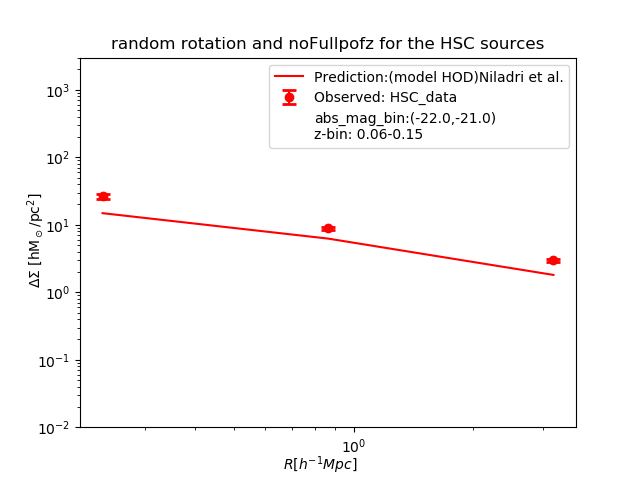 random rotation and noFullpofz for the HSC sources
Prediction:(model HOD)Niladri et al.
Observed: HSC_data
abs_mag_bin:(-22.0,-21.0)
z-bin: 0.06-0.15
ΔΣ [hM⊙/pc²]
10³
10²
10¹
10⁰
10⁻¹
10⁻²
10⁰
R[h⁻¹Mpc]